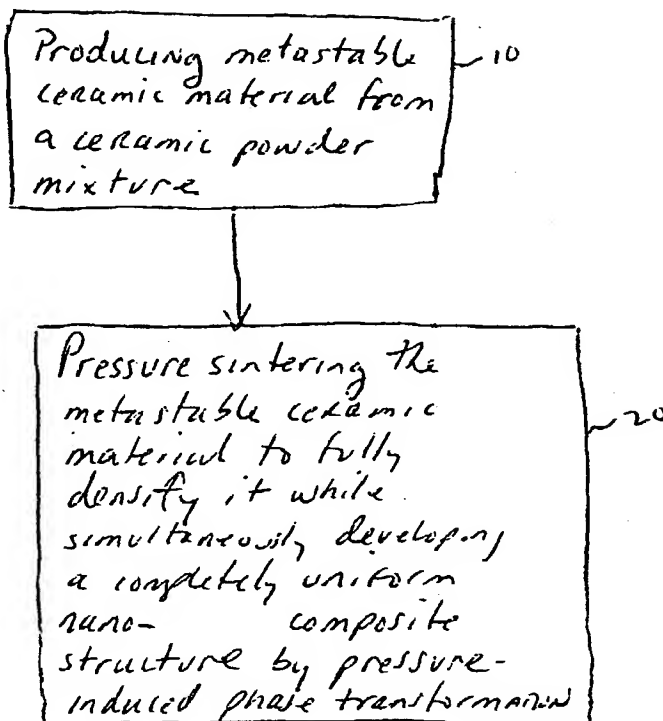 Producing metastable 10
ceramic material from
a ceramic powder
mixture
Pressure sintering the
metastable ceramic
material to fully 20
densify it while
simultaneously developing
a completely uniform
nano- composite
structure by pressure-
induced phase transformation